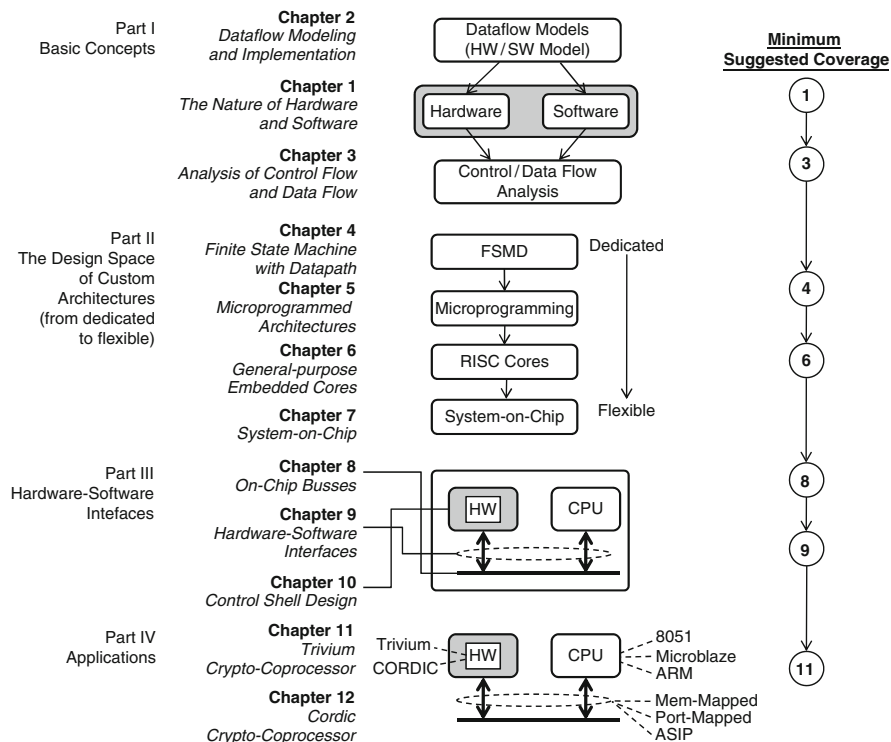 Part I
Basic Concepts
Chapter 2
Dataflow Modeling
and Implementation
Dataflow Models
(HW/SW Model)
Minimum
Suggested Coverage
Chapter 1
The Nature of Hardware
and Software
Hardware
Software
1
Chapter 3
Analysis of Control Flow
and Data Flow
Control/Data Flow
Analysis
3
Part II
The Design Space
of Custom
Architectures
(from dedicated
to flexible)
Chapter 4
Finite State Machine
with Datapath
FSMD
Dedicated
4
Chapter 5
Microprogrammed
Architectures
Microprogramming
Chapter 6
General-purpose
Embedded Cores
RISC Cores
6
Chapter 7
System-on-Chip
System-on-Chip
Flexible
Part III
Hardware-Software
Intefaces
Chapter 8
On-Chip Busses
8
HW
CPU
Chapter 9
Hardware-Software
Interfaces
9
Chapter 10
Control Shell Design
Part IV
Applications
Chapter 11
Trivium
Crypto-Coprocessor
Trivium
CORDIC
HW
CPU
8051
Microblaze
ARM
11
Chapter 12
Cordic
Crypto-Coprocessor
Mem-Mapped
Port-Mapped
ASIP